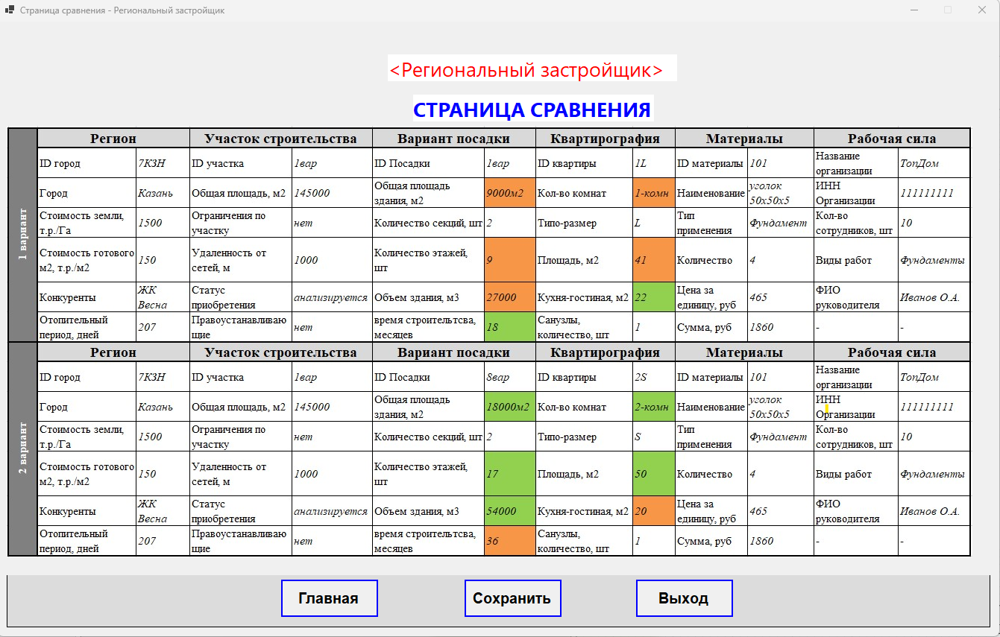 Страница сравнения - Региональный застройщик
<Региональный застройщик>
СТРАНИЦА СРАВНЕНИЯ
1 вариант
Регион Участок строительства Вариант посадки Квартирография Материалы Рабочая сила
ID город 7КЗН ID участка 1вар ID Посадки 1вар ID квартиры 1L ID материалы 101 Название организации ТопДом
Город Казань Общая площадь, м2 145000 Общая площадь здания, м2 9000м2 Кол-во комнат 1-комн Наименование уголок 50х50х5 ИНН Организации 111111111
Стоимость земли, т.р./Га 1500 Ограничения по участку нет Количество секций, шт 2 Типо-размер L Тип применения Фундамент Кол-во сотрудников, шт 10
Стоимость готового м2, т.р./м2 150 Удаленность от сетей, м 1000 Количество этажей, шт 9 Площадь, м2 41 Количество 4 Виды работ Фундаменты
Конкуренты ЖК Весна Статус приобретения анализируется Объем здания, м3 27000 Кухня-гостиная, м2 22 Цена за единицу, руб 465 ФИО руководителя Иванов О.А.
Отопительный период, дней 207 Правоустанавливаю щие нет время строительтсва, месяцев 18 Санузлы, количество, шт 1 Сумма, руб 1860 - -
2 вариант
Регион Участок строительства Вариант посадки Квартирография Материалы Рабочая сила
ID город 7КЗН ID участка 1вар ID Посадки 8вар ID квартиры 2S ID материалы 101 Название организации ТопДом
Город Казань Общая площадь, м2 145000 Общая площадь здания, м2 18000м2 Кол-во комнат 2-комн Наименование уголок 50х50х5 ИНН Организации 111111111
Стоимость земли, т.р./Га 1500 Ограничения по участку нет Количество секций, шт 2 Типо-размер S Тип применения Фундамент Кол-во сотрудников, шт 10
Стоимость готового м2, т.р./м2 150 Удаленность от сетей, м 1000 Количество этажей, шт 17 Площадь, м2 50 Количество 4 Виды работ Фундаменты
Конкуренты ЖК Весна Статус приобретения анализируется Объем здания, м3 54000 Кухня-гостиная, м2 20 Цена за единицу, руб 465 ФИО руководителя Иванов О.А.
Отопительный период, дней 207 Правоустанавливаю щие нет время строительтсва, месяцев 36 Санузлы, количество, шт 1 Сумма, руб 1860 - -
Главная Сохранить Выход